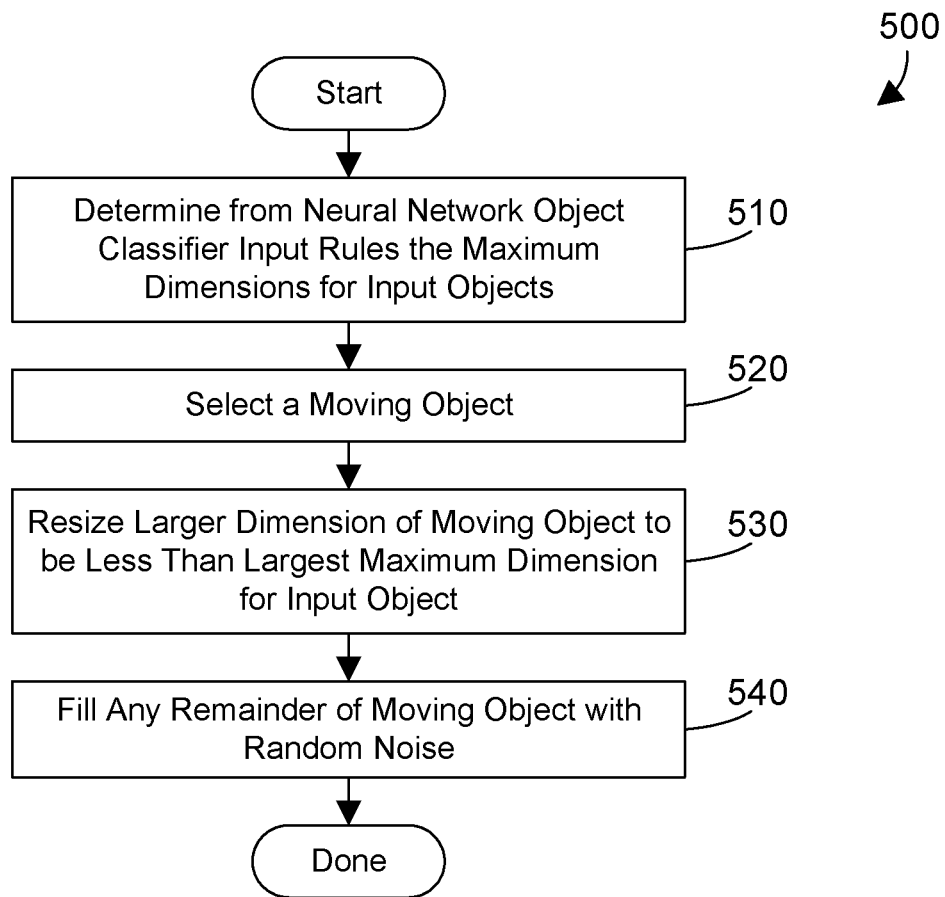 500
Start
Determine from Neural Network Object
Classifier Input Rules the Maximum
Dimensions for Input Objects
510
Select a Moving Object
520
Resize Larger Dimension of Moving Object to
be Less Than Largest Maximum Dimension
for Input Object
530
Fill Any Remainder of Moving Object with
Random Noise
540
Done